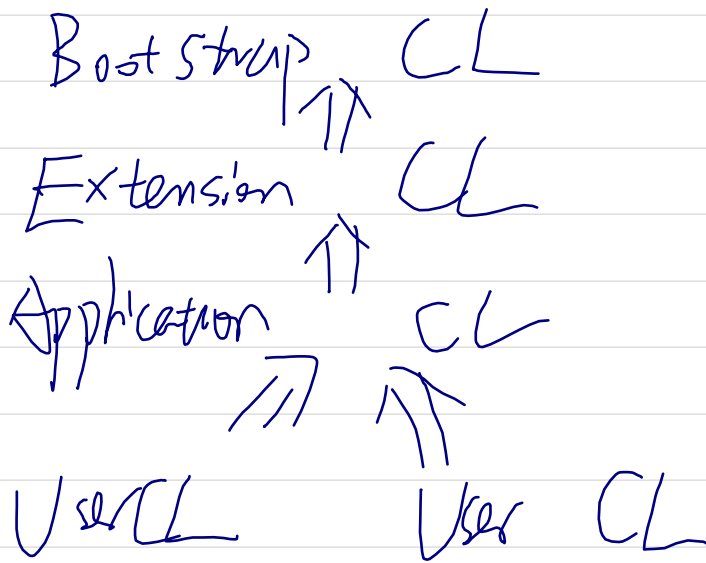 Bootstrap CL
Extension CL
Application CL
UserCL User CL